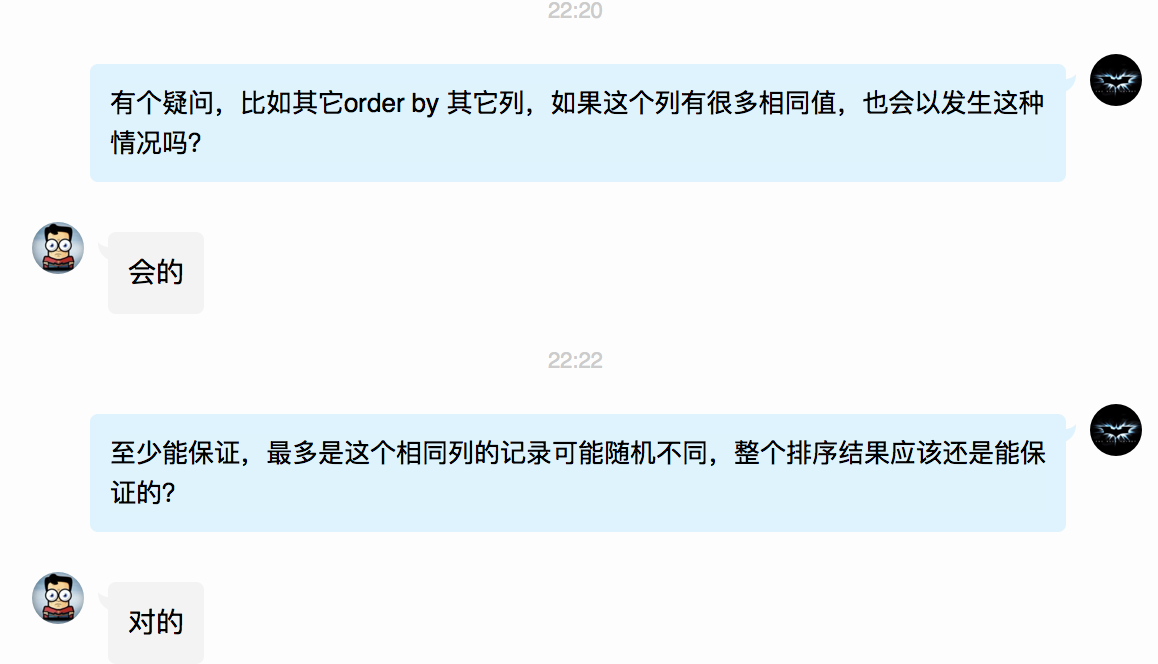 22:20
有个疑问，比如其它order by 其它列，如果这个列有很多相同值，也会以发生这种
情况吗?
会的
22:22
至少能保证，最多是这个相同列的记录可能随机不同，整个排序结果应该还是能保
证的?
对的